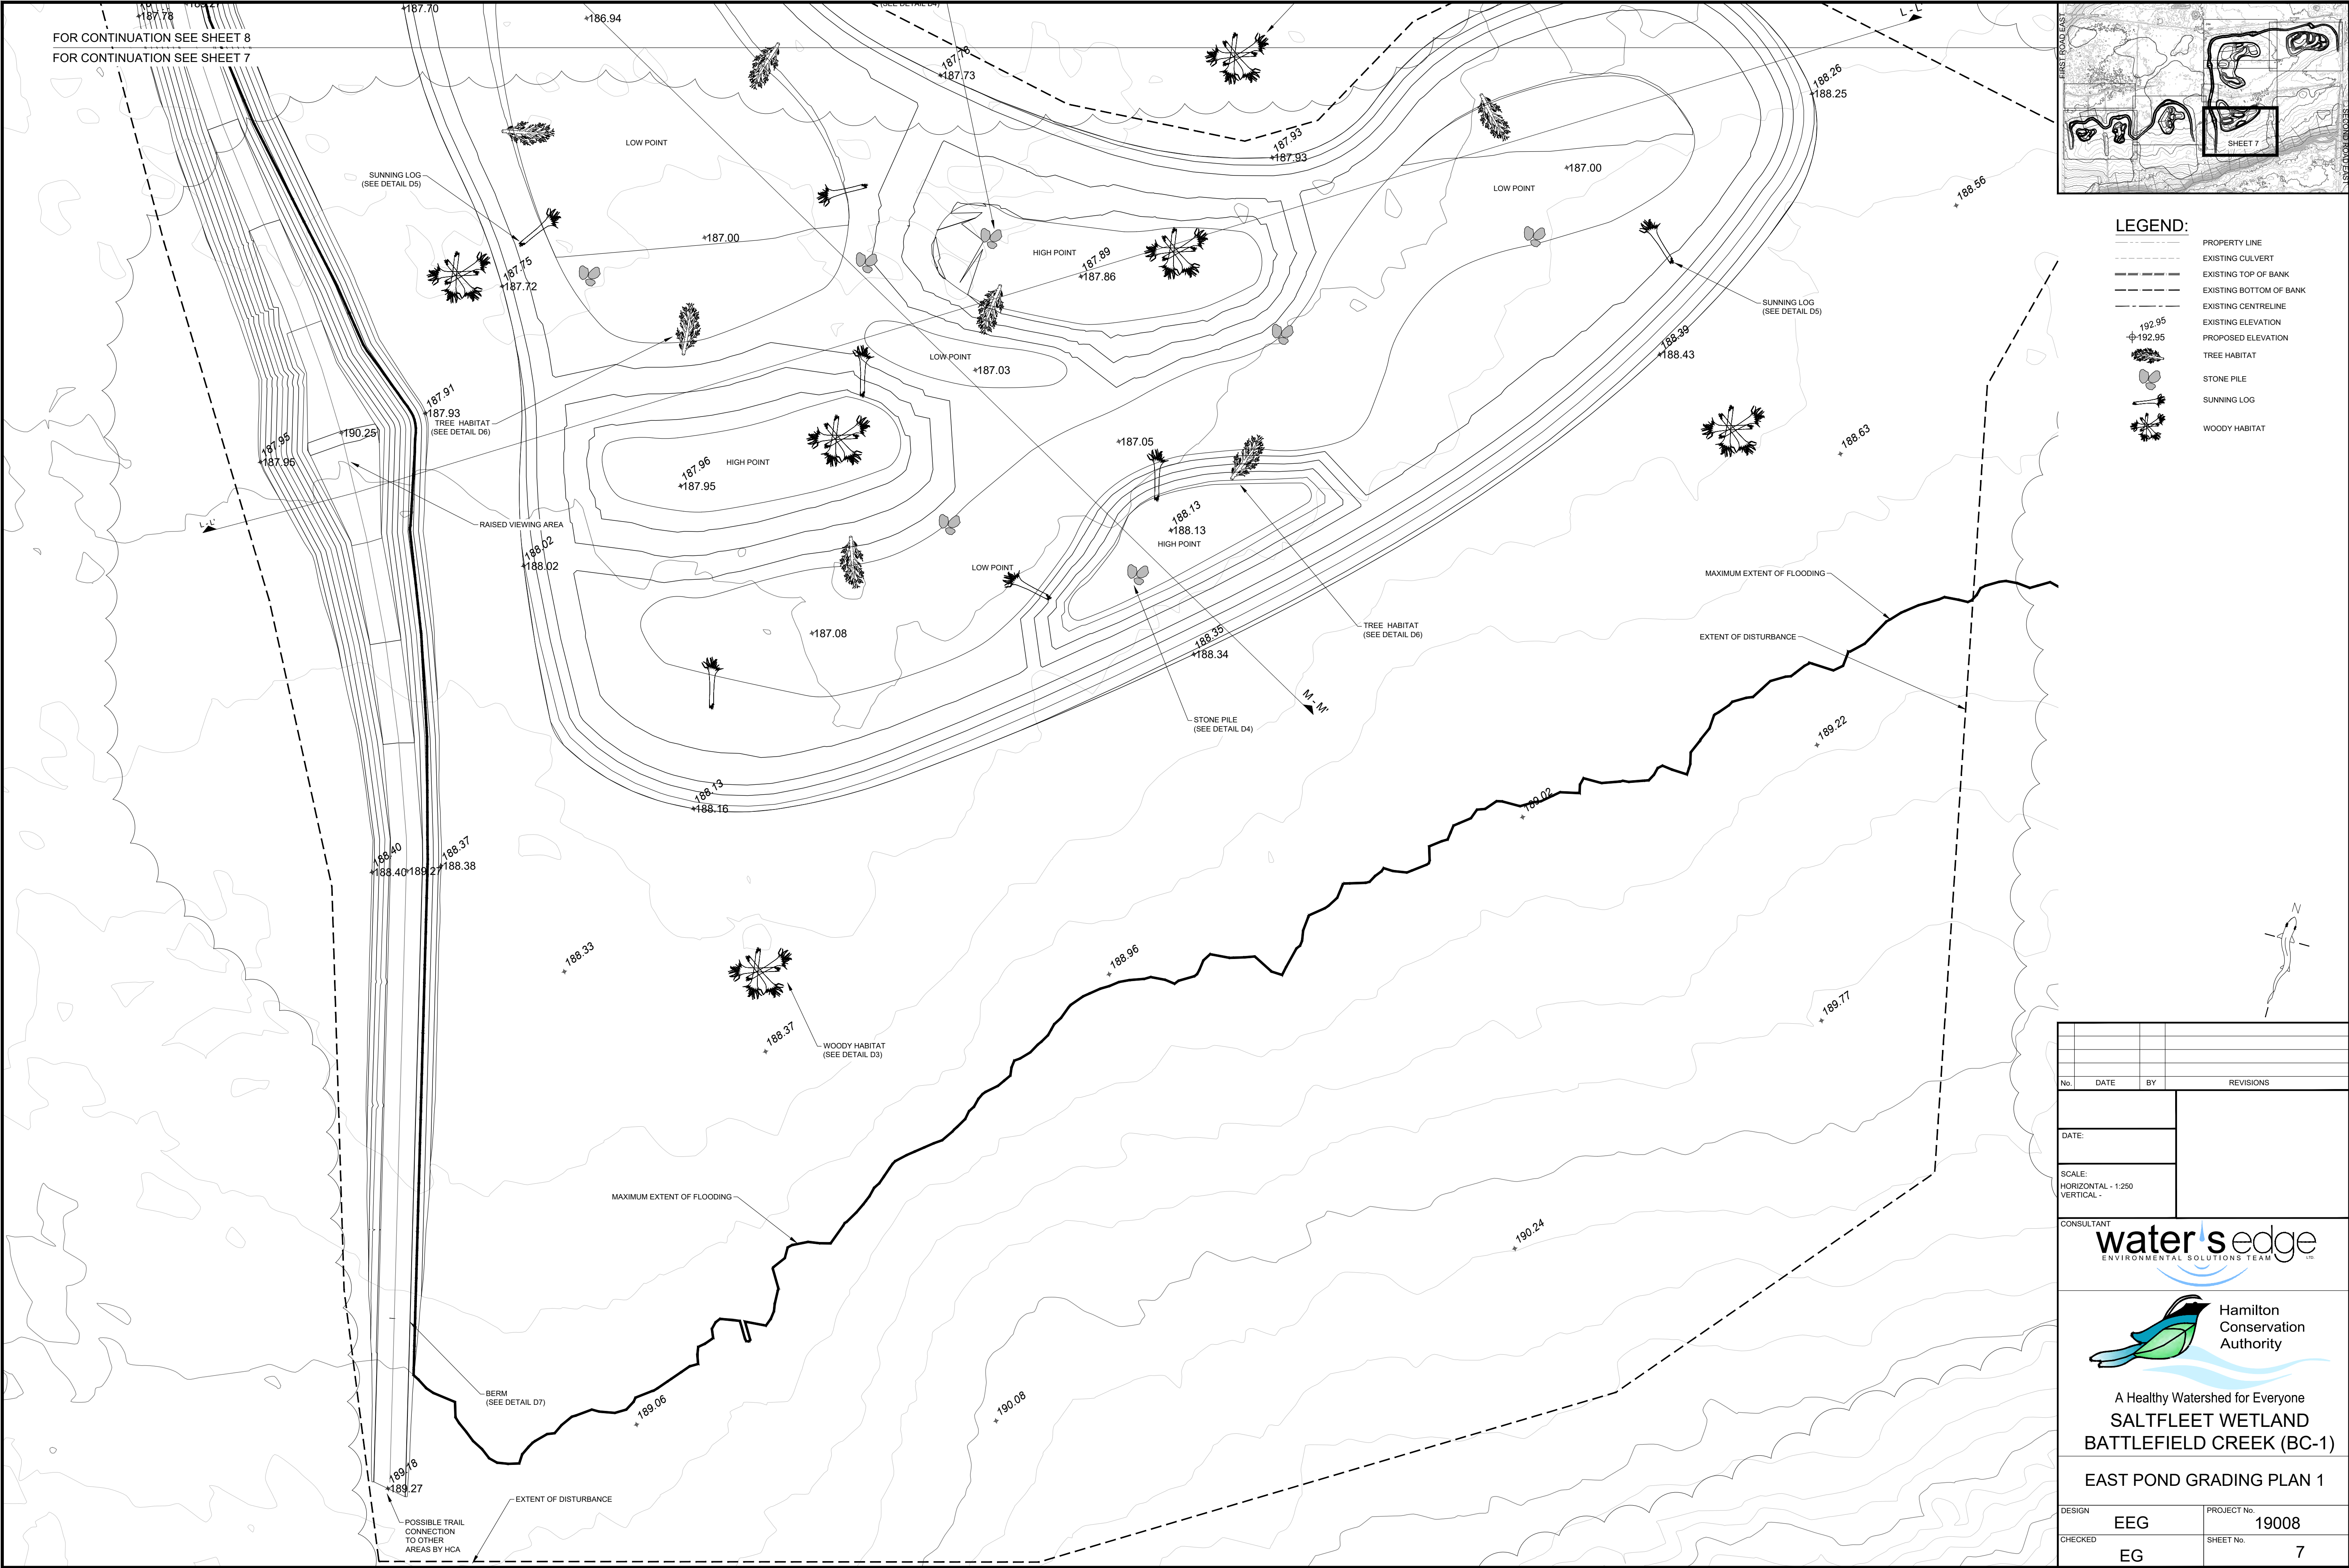 187.78
187.70
186.94
(SEE DETAIL D4)
L - L'
FOR CONTINUATION SEE SHEET 8
FOR CONTINUATION SEE SHEET 7
187.78
187.73
188.26
188.25
LOW POINT
187.93
187.93
SUNNING LOG
(SEE DETAIL D5)
187.00
LOW POINT
188.56
187.00
187.75
187.72
HIGH POINT
187.89
187.86
SUNNING LOG
(SEE DETAIL D5)
188.39
188.43
LOW POINT
187.03
187.91
187.93
TREE HABITAT
(SEE DETAIL D6)
190.25
187.95
187.95
187.05
188.63
HIGH POINT
187.96
187.95
L - L'
RAISED VIEWING AREA
188.13
188.13
HIGH POINT
188.02
188.02
LOW POINT
MAXIMUM EXTENT OF FLOODING
187.08
TREE HABITAT
(SEE DETAIL D6)
EXTENT OF DISTURBANCE
188.35
188.34
M - M'
STONE PILE
(SEE DETAIL D4)
189.22
188.13
188.16
189.02
188.40
188.40
189.27
188.37
188.38
188.33
188.96
189.77
188.37
WOODY HABITAT
(SEE DETAIL D3)
MAXIMUM EXTENT OF FLOODING
190.24
BERM
(SEE DETAIL D7)
189.06
190.08
189.18
189.27
EXTENT OF DISTURBANCE
POSSIBLE TRAIL
CONNECTION
TO OTHER
AREAS BY HCA
FIRST ROAD EAST
SECOND ROAD EAST
SHEET 7
LEGEND:
PROPERTY LINE
EXISTING CULVERT
EXISTING TOP OF BANK
EXISTING BOTTOM OF BANK
EXISTING CENTRELINE
192.95 EXISTING ELEVATION
192.95 PROPOSED ELEVATION
TREE HABITAT
STONE PILE
SUNNING LOG
WOODY HABITAT
N
No. DATE BY REVISIONS
DATE:
SCALE:
HORIZONTAL - 1:250
VERTICAL -
CONSULTANT
water's edge
ENVIRONMENTAL SOLUTIONS TEAM LTD.
Hamilton
Conservation
Authority
A Healthy Watershed for Everyone
SALTFLEET WETLAND
BATTLEFIELD CREEK (BC-1)
EAST POND GRADING PLAN 1
DESIGN
EEG
PROJECT No.
19008
CHECKED
EG
SHEET No.
7